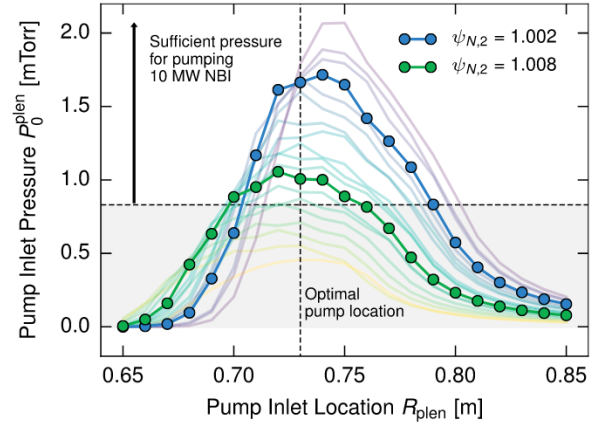 Sufficient pressure
for pumping
10 MW NBI
ψN,2 = 1.002
ψN,2 = 1.008
Optimal
pump location
Pump Inlet Pressure P0plen [mTorr]
2.0
1.5
1.0
0.5
0.0
0.65
0.70
0.75
0.80
0.85
Pump Inlet Location Rplen [m]